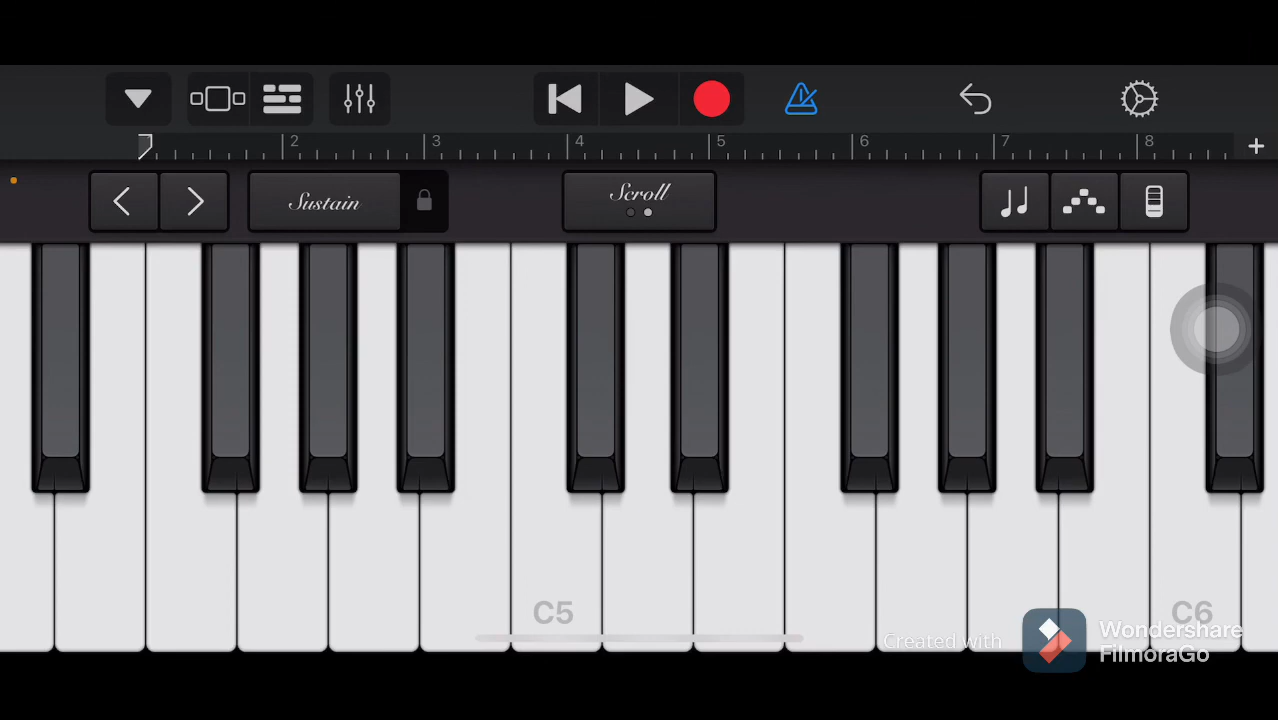 2 3 4 5 6 7 8 +
Sustain
Scroll
C5
C6
Created with
Wondershare
FilmoraGo